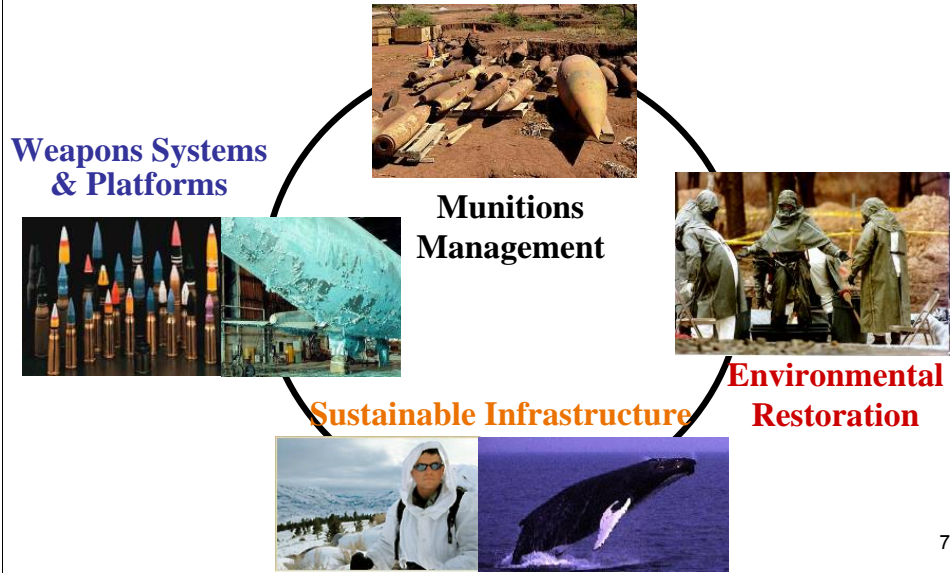 Weapons Systems
& Platforms
Munitions
Management
Environmental
Restoration
Sustainable Infrastructure
7